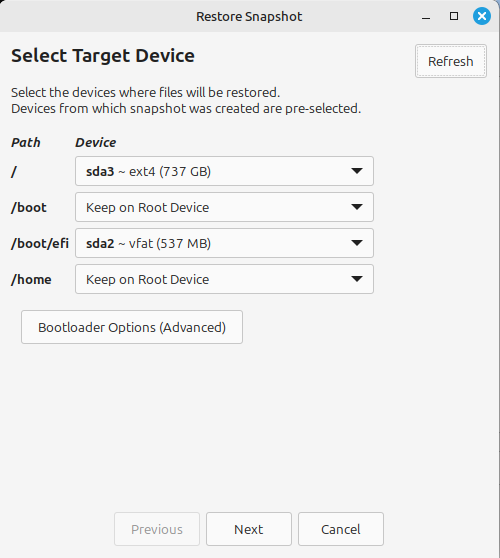 Restore Snapshot
Select Target Device
Refresh
Select the devices where files will be restored.
Devices from which snapshot was created are pre-selected.
Path Device
/ sda3 ~ ext4 (737 GB)
/boot Keep on Root Device
/boot/efi sda2 ~ vfat (537 MB)
/home Keep on Root Device
Bootloader Options (Advanced)
Previous Next Cancel